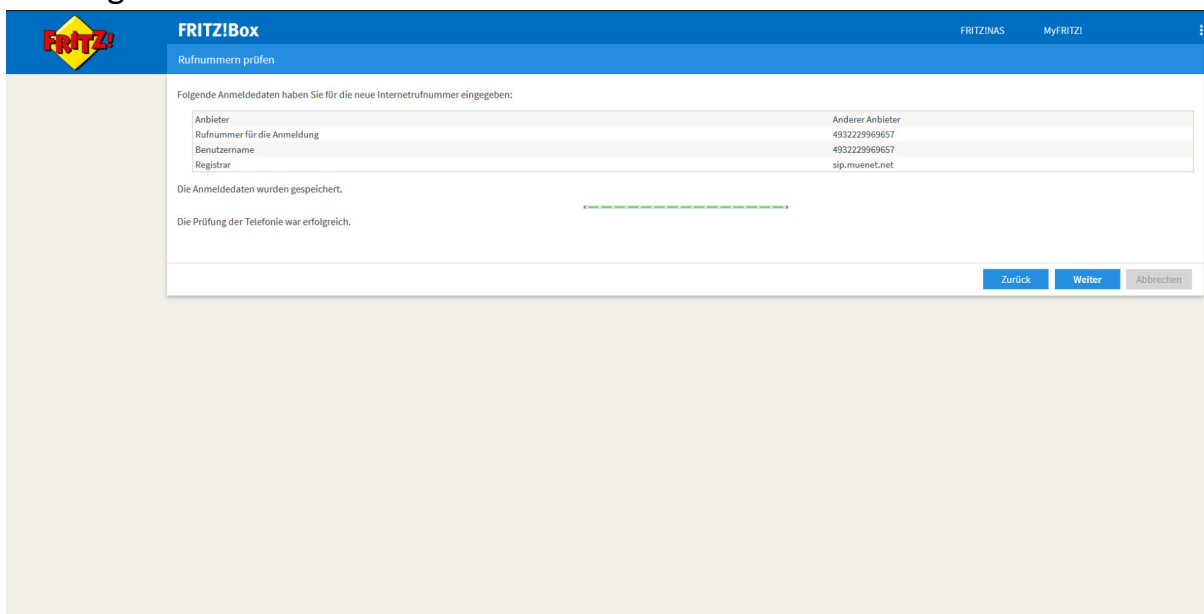 FRITZ!
FRITZ!Box
FRITZ!NAS
MyFRITZ!
Rufnummern prüfen
Folgende Anmeldedaten haben Sie für die neue Internetrufnummer eingegeben:
Anbieter Anderer Anbieter
Rufnummer für die Anmeldung 4932229969657
Benutzername 4932229969657
Registrar sip.muenet.net
Die Anmeldedaten wurden gespeichert.
Die Prüfung der Telefonie war erfolgreich.
Zurück Weiter Abbrechen